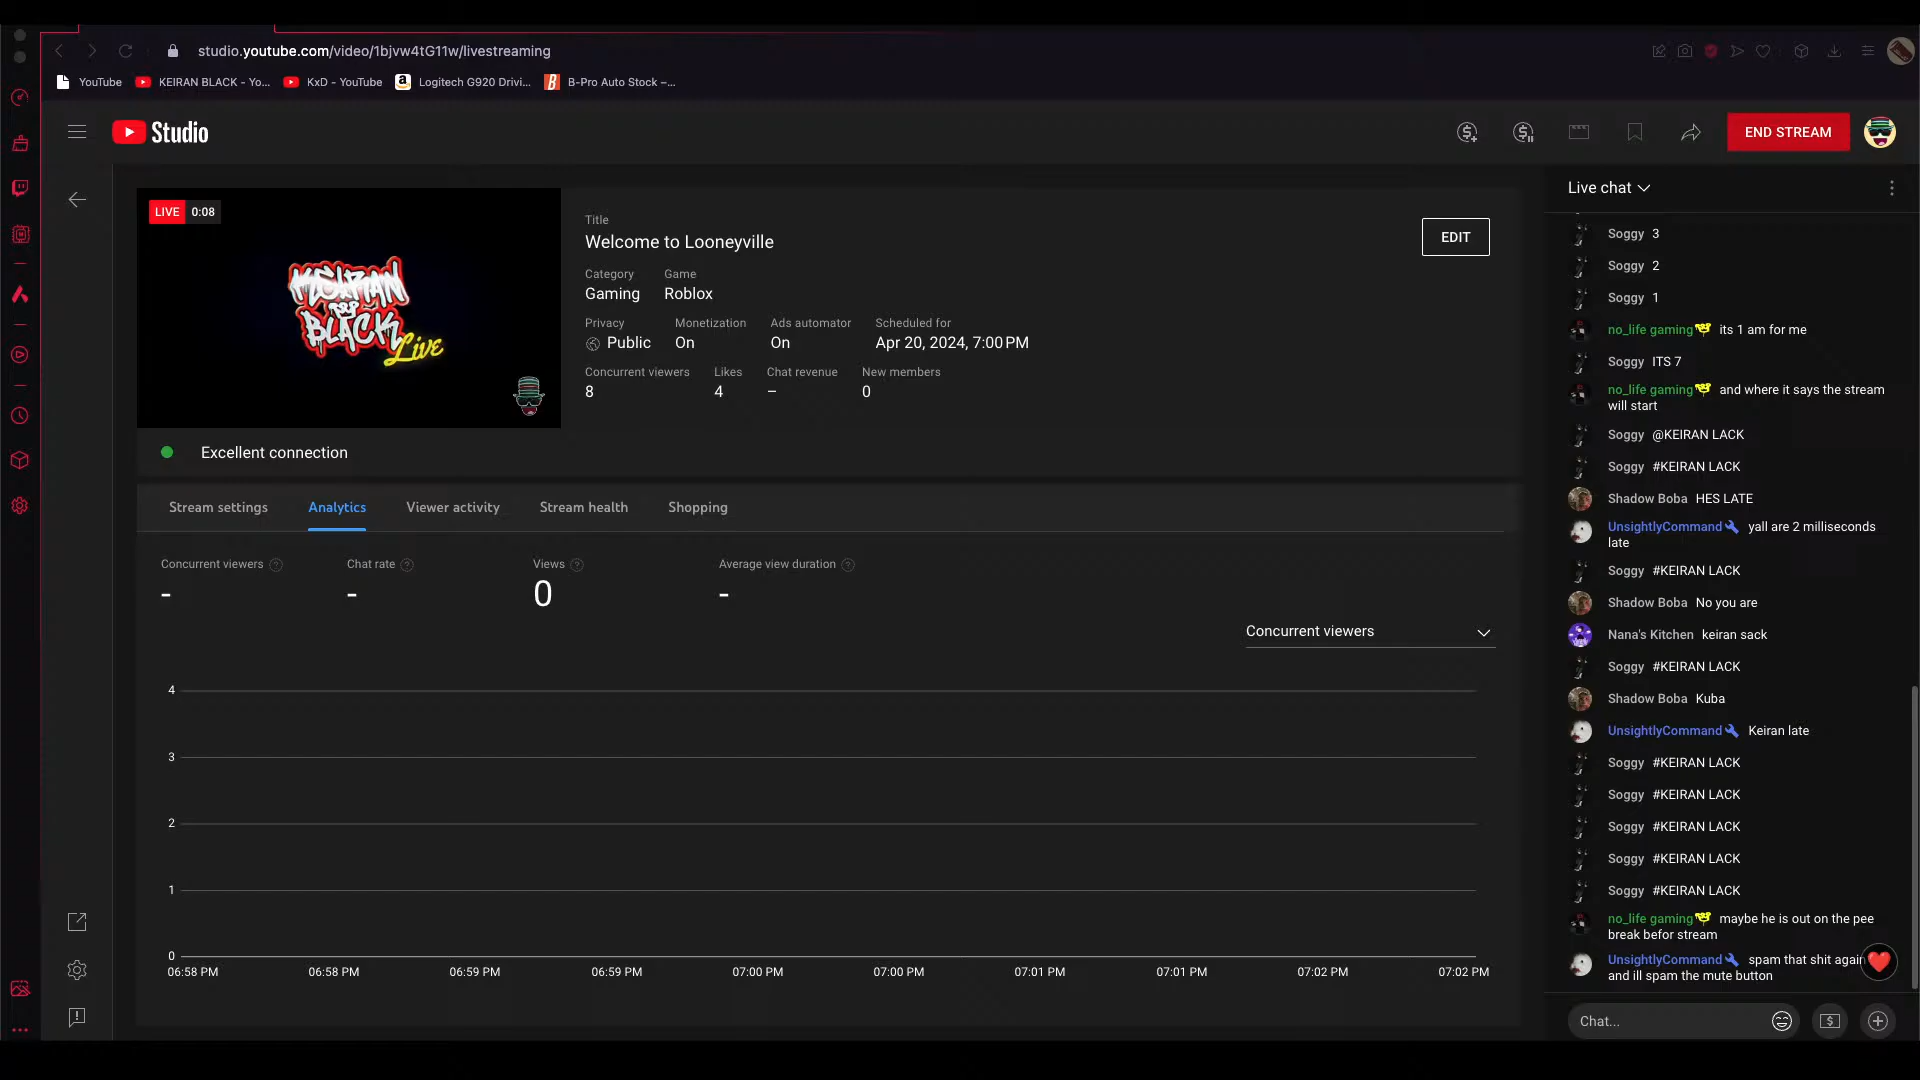 studio.youtube.com/video/1bjvw4tG11w/livestreaming
YouTube KEIRAN BLACK - Yo... KxD - YouTube Logitech G920 Drivi... B-Pro Auto Stock –...
Studio
END STREAM
LIVE 0:08
KEIRAN
BLACK
Live
Title
Welcome to Looneyville
EDIT
Category Game
Gaming Roblox
Privacy Monetization Ads automator Scheduled for
Public On On Apr 20, 2024, 7:00 PM
Concurrent viewers Likes Chat revenue New members
8 4 – 0
Excellent connection
Stream settings Analytics Viewer activity Stream health Shopping
Concurrent viewers Chat rate Views Average view duration
- - 0 -
Concurrent viewers
4
3
2
1
0
06:58 PM 06:58 PM 06:59 PM 06:59 PM 07:00 PM 07:00 PM 07:01 PM 07:01 PM 07:02 PM 07:02 PM
Live chat
Soggy 3
Soggy 2
Soggy 1
no_life gaming its 1 am for me
Soggy ITS 7
no_life gaming and where it says the stream
will start
Soggy @KEIRAN LACK
Soggy #KEIRAN LACK
Shadow Boba HES LATE
UnsightlyCommand yall are 2 milliseconds
late
Soggy #KEIRAN LACK
Shadow Boba No you are
Nana's Kitchen keiran sack
Soggy #KEIRAN LACK
Shadow Boba Kuba
UnsightlyCommand Keiran late
Soggy #KEIRAN LACK
Soggy #KEIRAN LACK
Soggy #KEIRAN LACK
Soggy #KEIRAN LACK
Soggy #KEIRAN LACK
no_life gaming maybe he is out on the pee
break befor stream
UnsightlyCommand spam that shit again
and ill spam the mute button
Chat...